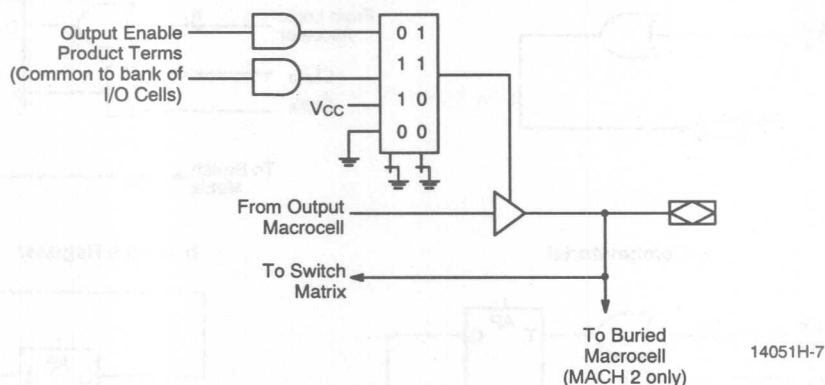 Output Enable
Product Terms
(Common to bank of
I/O Cells)
0 1
1 1
VCC
1 0
0 0
From Output
Macrocell
To Switch
Matrix
To Buried
Macrocell
(MACH 2 only)
14051H-7